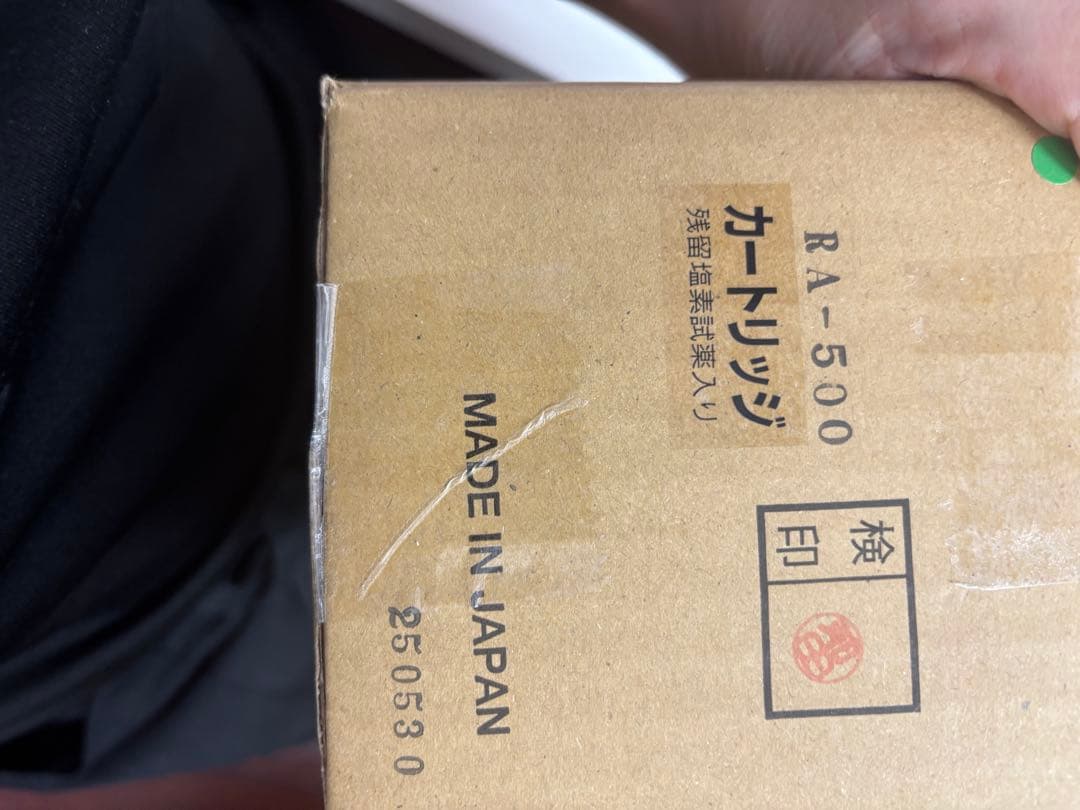 RA-500
カートリッジ
残留塩素試薬入り
検印
MADE IN JAPAN
250530